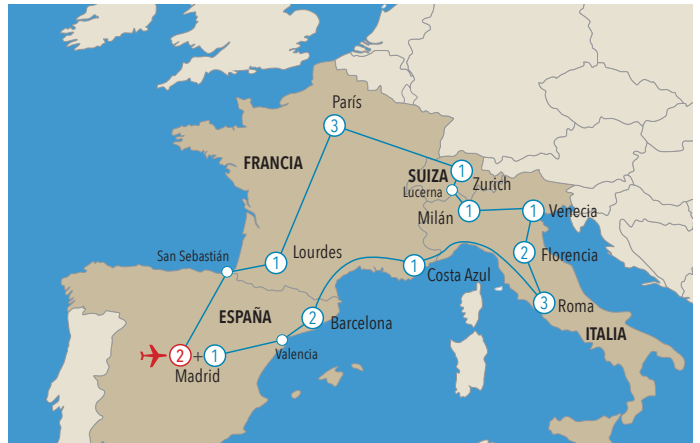 París
3
FRANCIA
SUIZA
1
Zurich
Lucerna
Milán
1
1
Venecia
San Sebastián
1
Lourdes
2
Florencia
1
Costa Azul
3
Roma
ESPAÑA
2
Barcelona
ITALIA
Valencia
2 + 1
Madrid